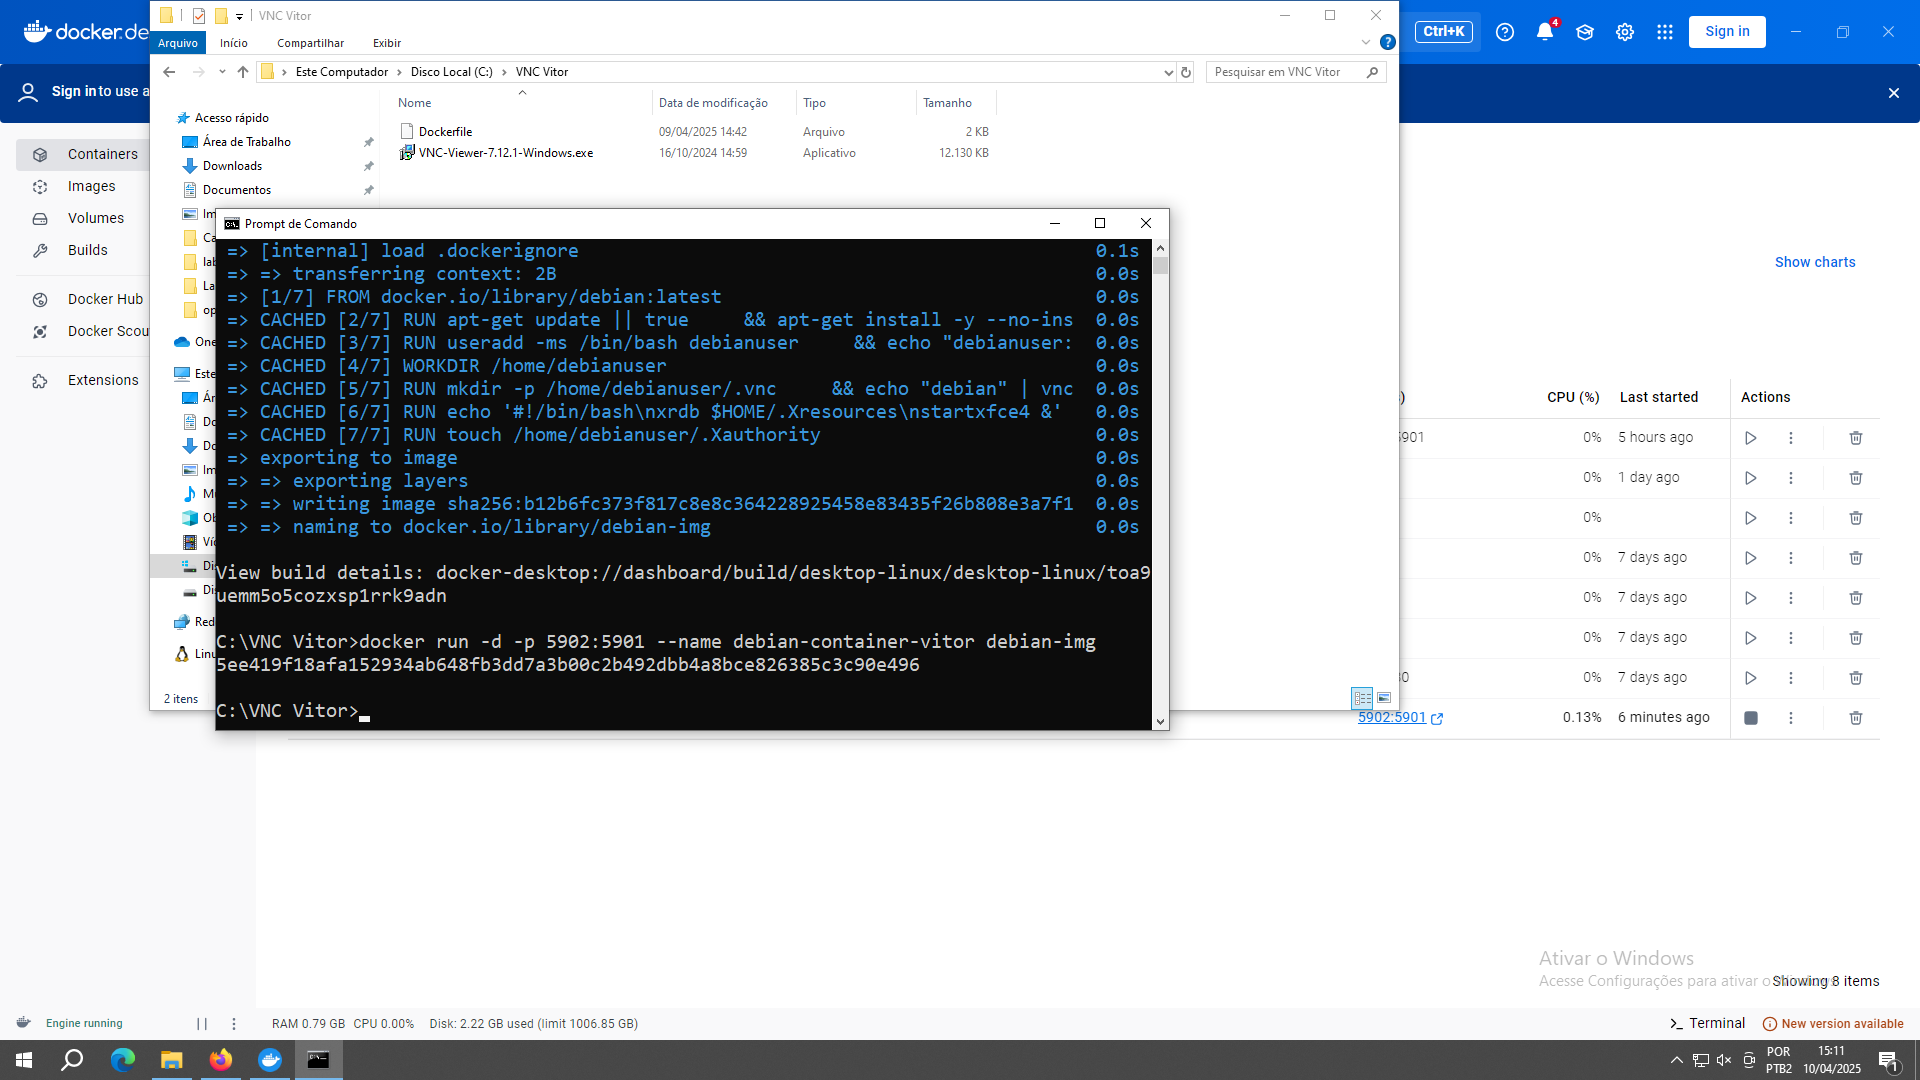 docker.de
VNC Vitor
Arquivo
Início
Compartilhar
Exibir
Ctrl+K
4
Sign in
Sign in to use a
Este Computador
Disco Local (C:)
VNC Vitor
Pesquisar em VNC Vitor
Nome
Data de modificação
Tipo
Tamanho
Dockerfile
09/04/2025 14:42
Arquivo
2 KB
VNC-Viewer-7.12.1-Windows.exe
16/10/2024 14:59
Aplicativo
12.130 KB
Acesso rápido
Área de Trabalho
Downloads
Documentos
Im
Ca
lab
La
op
One
Este
Ár
Do
Do
Im
Mú
Ob
Ví
Dis
Dis
Red
Linu
2 itens
Containers
Images
Volumes
Builds
Docker Hub
Docker Scou
Extensions
Prompt de Comando
=> [internal] load .dockerignore 0.1s
=> => transferring context: 2B 0.0s
=> [1/7] FROM docker.io/library/debian:latest 0.0s
=> CACHED [2/7] RUN apt-get update || true     && apt-get install -y --no-ins 0.0s
=> CACHED [3/7] RUN useradd -ms /bin/bash debianuser     && echo "debianuser: 0.0s
=> CACHED [4/7] WORKDIR /home/debianuser 0.0s
=> CACHED [5/7] RUN mkdir -p /home/debianuser/.vnc     && echo "debian" | vnc 0.0s
=> CACHED [6/7] RUN echo '#!/bin/bash\nxrdb $HOME/.Xresources\nstartxfce4 &' 0.0s
=> CACHED [7/7] RUN touch /home/debianuser/.Xauthority 0.0s
=> exporting to image 0.0s
=> => exporting layers 0.0s
=> => writing image sha256:b12b6fc373f817c8e8c364228925458e83435f26b808e3a7f1 0.0s
=> => naming to docker.io/library/debian-img 0.0s
View build details: docker-desktop://dashboard/build/desktop-linux/desktop-linux/toa9
uemm5o5cozxsp1rrk9adn
C:\VNC Vitor>docker run -d -p 5902:5901 --name debian-container-vitor debian-img
5ee419f18afa152934ab648fb3dd7a3b00c2b492dbb4a8bce826385c3c90e496
C:\VNC Vitor>
Show charts
)
CPU (%)
Last started
Actions
5901
0%
5 hours ago
0%
1 day ago
0%
0%
7 days ago
0%
7 days ago
0%
7 days ago
80
0%
7 days ago
5902:5901
0.13%
6 minutes ago
Ativar o Windows
Acesse Configurações para ativar o
Showing 8 items
Engine running
RAM 0.79 GB
CPU 0.00%
Disk: 2.22 GB used (limit 1006.85 GB)
Terminal
New version available
POR
PTB2
15:11
10/04/2025
1